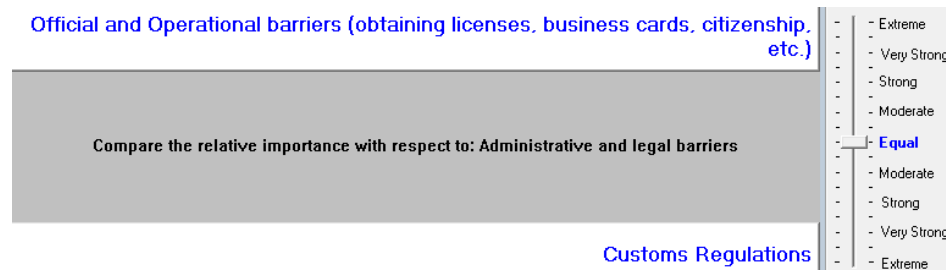 Official and Operational barriers (obtaining licenses, business cards, citizenship,
etc.)
Compare the relative importance with respect to: Administrative and legal barriers
Customs Regulations
Extreme
Very Strong
Strong
Moderate
Equal
Moderate
Strong
Very Strong
Extreme